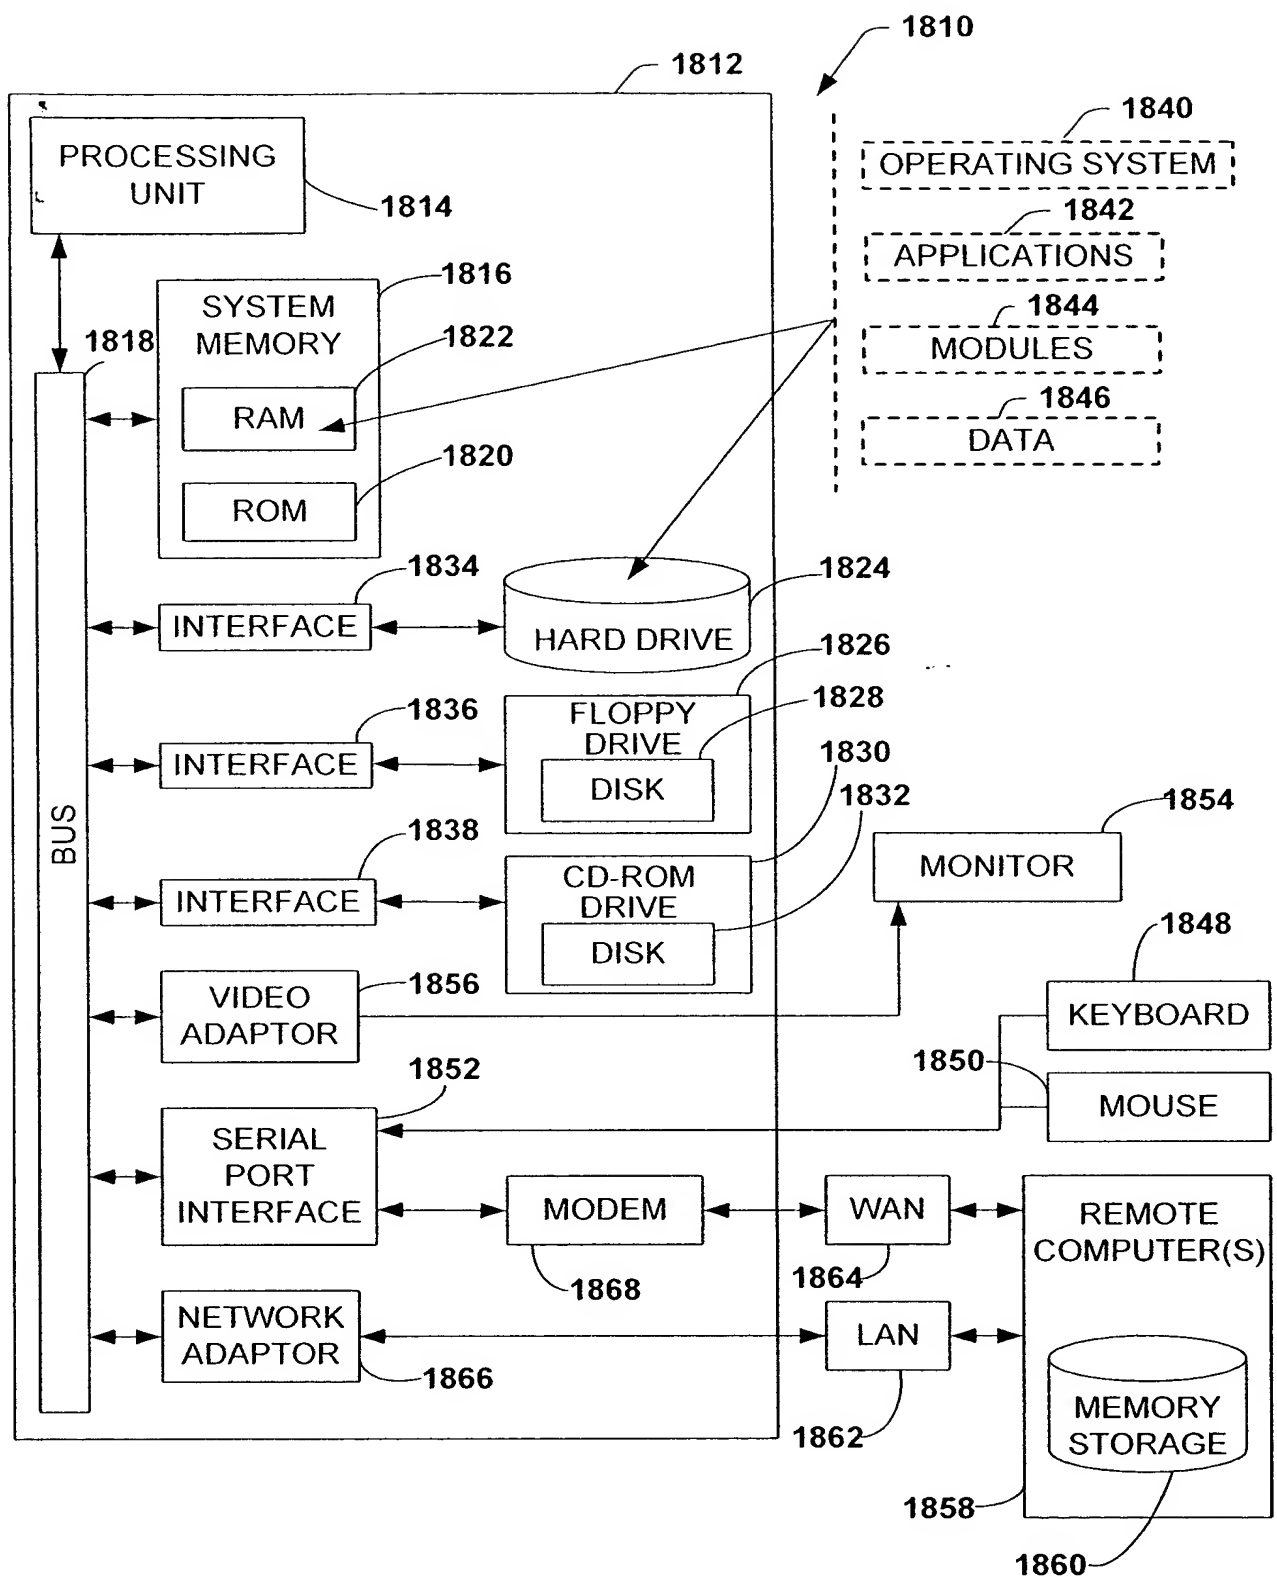 1810
1812
1840
PROCESSING
UNIT
OPERATING SYSTEM
1814
1842
APPLICATIONS
1816
SYSTEM
MEMORY
1844
1818
1822
MODULES
RAM
1846
DATA
1820
ROM
1834
1824
INTERFACE
HARD DRIVE
1826
1836
1828
FLOPPY
DRIVE
INTERFACE
1830
DISK
1832
1854
BUS
1838
MONITOR
CD-ROM
DRIVE
INTERFACE
1848
DISK
1856
VIDEO
ADAPTOR
KEYBOARD
1852
1850
MOUSE
SERIAL
PORT
INTERFACE
MODEM
WAN
REMOTE
COMPUTER(S)
1868
1864
NETWORK
ADAPTOR
LAN
1866
1862
MEMORY
STORAGE
1858
1860